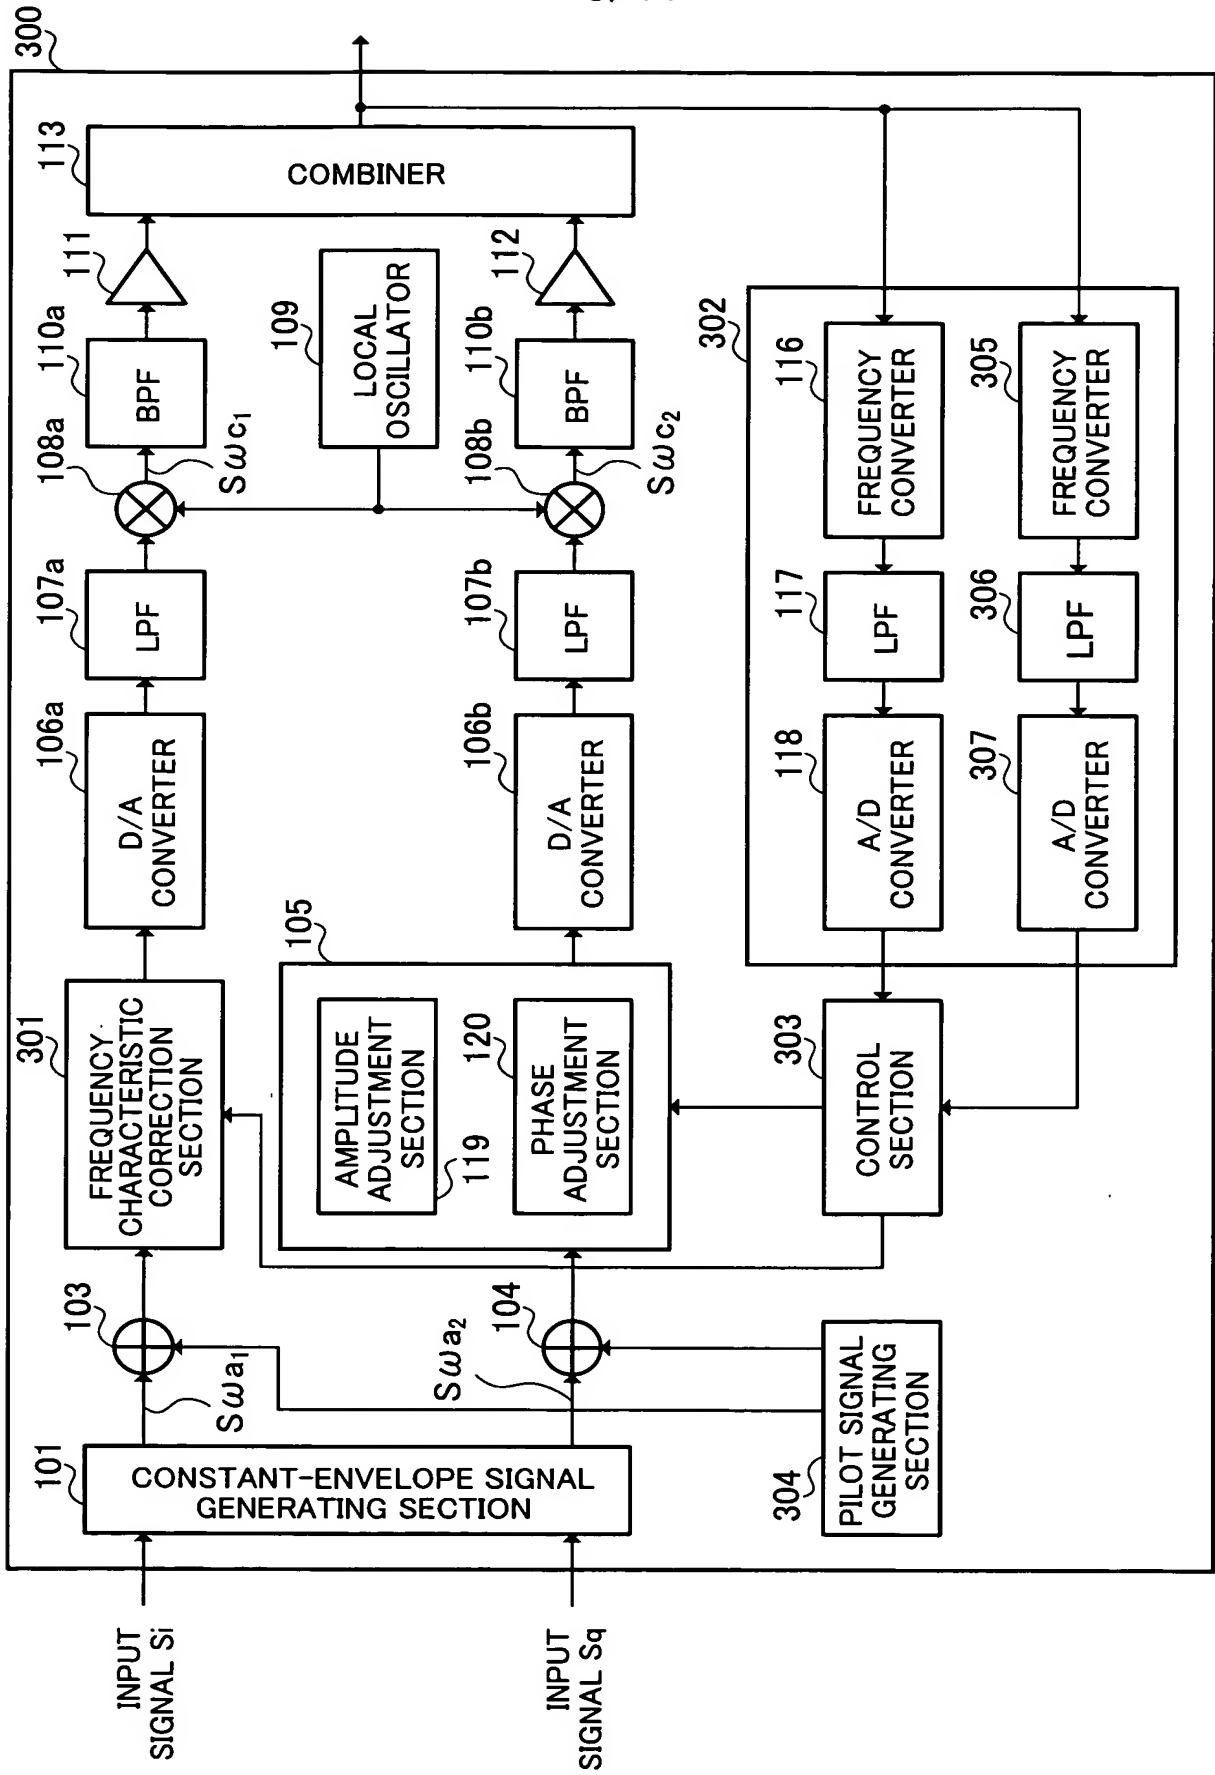 300
INPUT
SIGNAL Si
INPUT
SIGNAL Sq
101
CONSTANT-ENVELOPE SIGNAL
GENERATING SECTION
Sωa1
Sωa2
103
104
304
PILOT SIGNAL
GENERATING
SECTION
301
FREQUENCY
CHARACTERISTIC
CORRECTION
SECTION
105
AMPLITUDE
ADJUSTMENT
SECTION
119
120
PHASE
ADJUSTMENT
SECTION
303
CONTROL
SECTION
106a
D/A
CONVERTER
106b
D/A
CONVERTER
107a
LPF
107b
LPF
108a
Sωc1
108b
Sωc2
109
LOCAL
OSCILLATOR
110a
BPF
110b
BPF
111
112
113
COMBINER
302
116
FREQUENCY
CONVERTER
117
LPF
118
A/D
CONVERTER
305
FREQUENCY
CONVERTER
306
LPF
307
A/D
CONVERTER